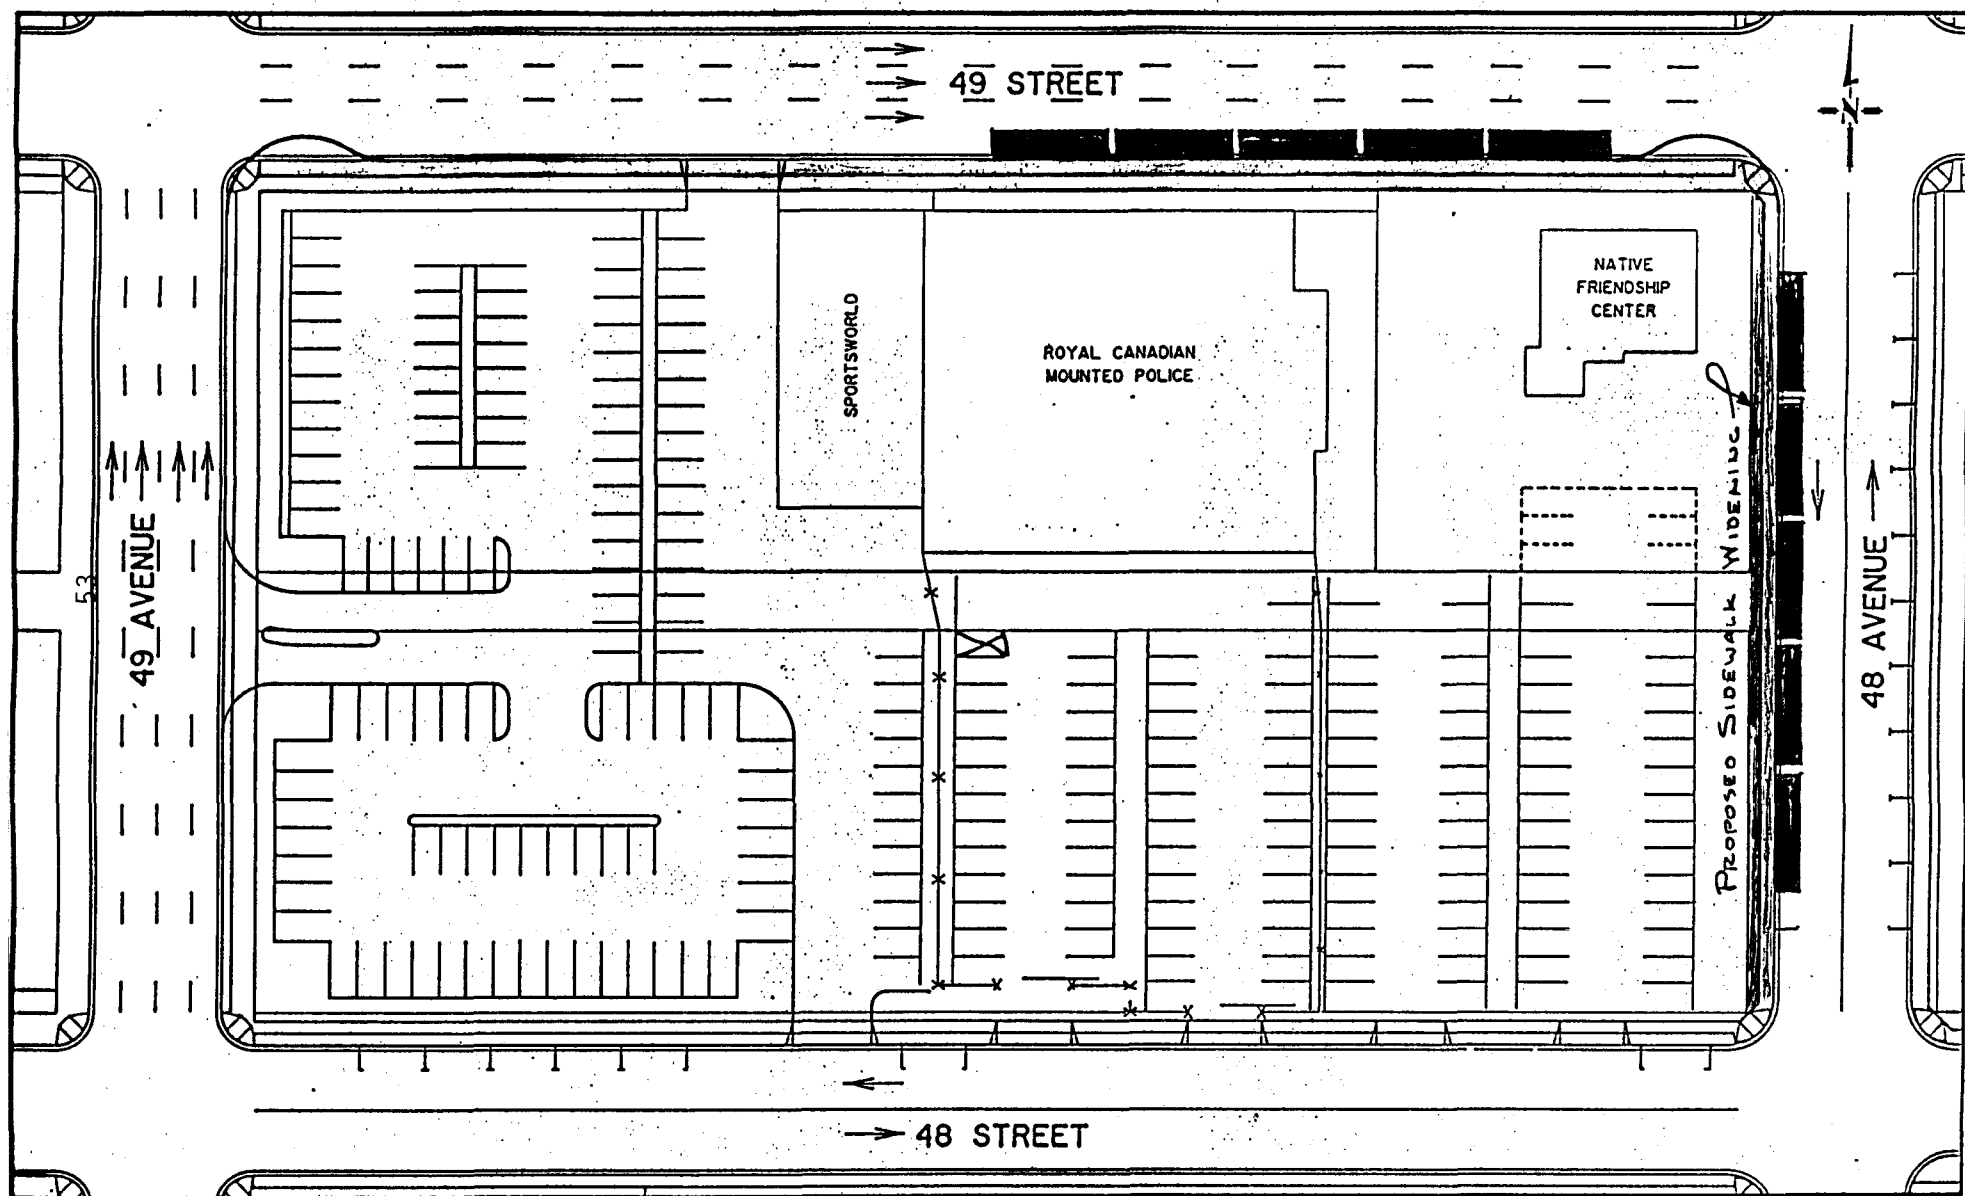 49 STREET
N
NATIVE
FRIENDSHIP
CENTER
SPORTSWORLD
ROYAL CANADIAN
MOUNTED POLICE
PROPOSED SIDEWALK WIDENING
49 AVENUE
53
48 AVENUE
48 STREET